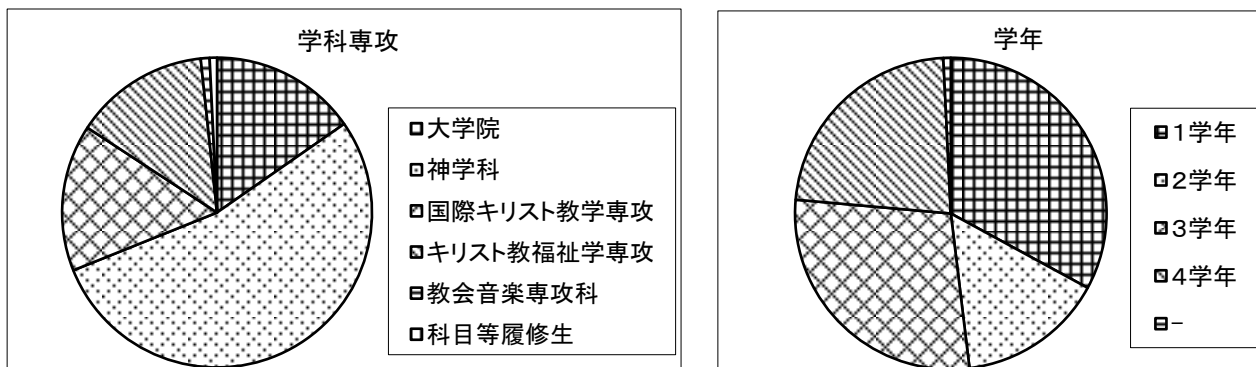 学科専攻
大学院
神学科
国際キリスト教学専攻
キリスト教福祉学専攻
教会音楽専攻科
科目等履修生
学年
1学年
2学年
3学年
4学年
-